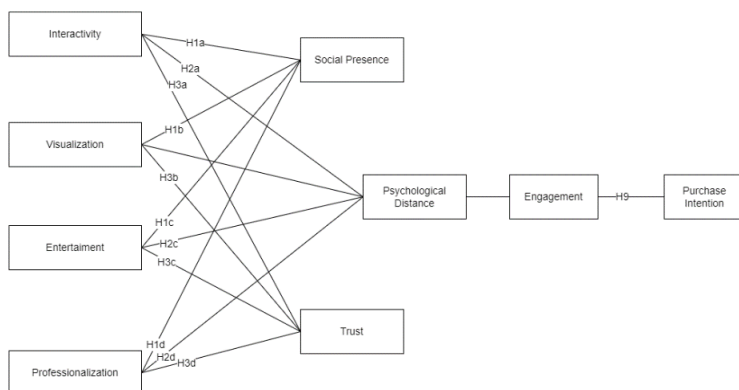 Interactivity
H1a
Social Presence
H2a
H3a
Visualization
H1b
H3b
Psychological
Distance
Engagement
H9
Purchase
Intention
H1c
Entertaiment
H2c
H3c
Trust
H1d
H2d
H3d
Professionalization